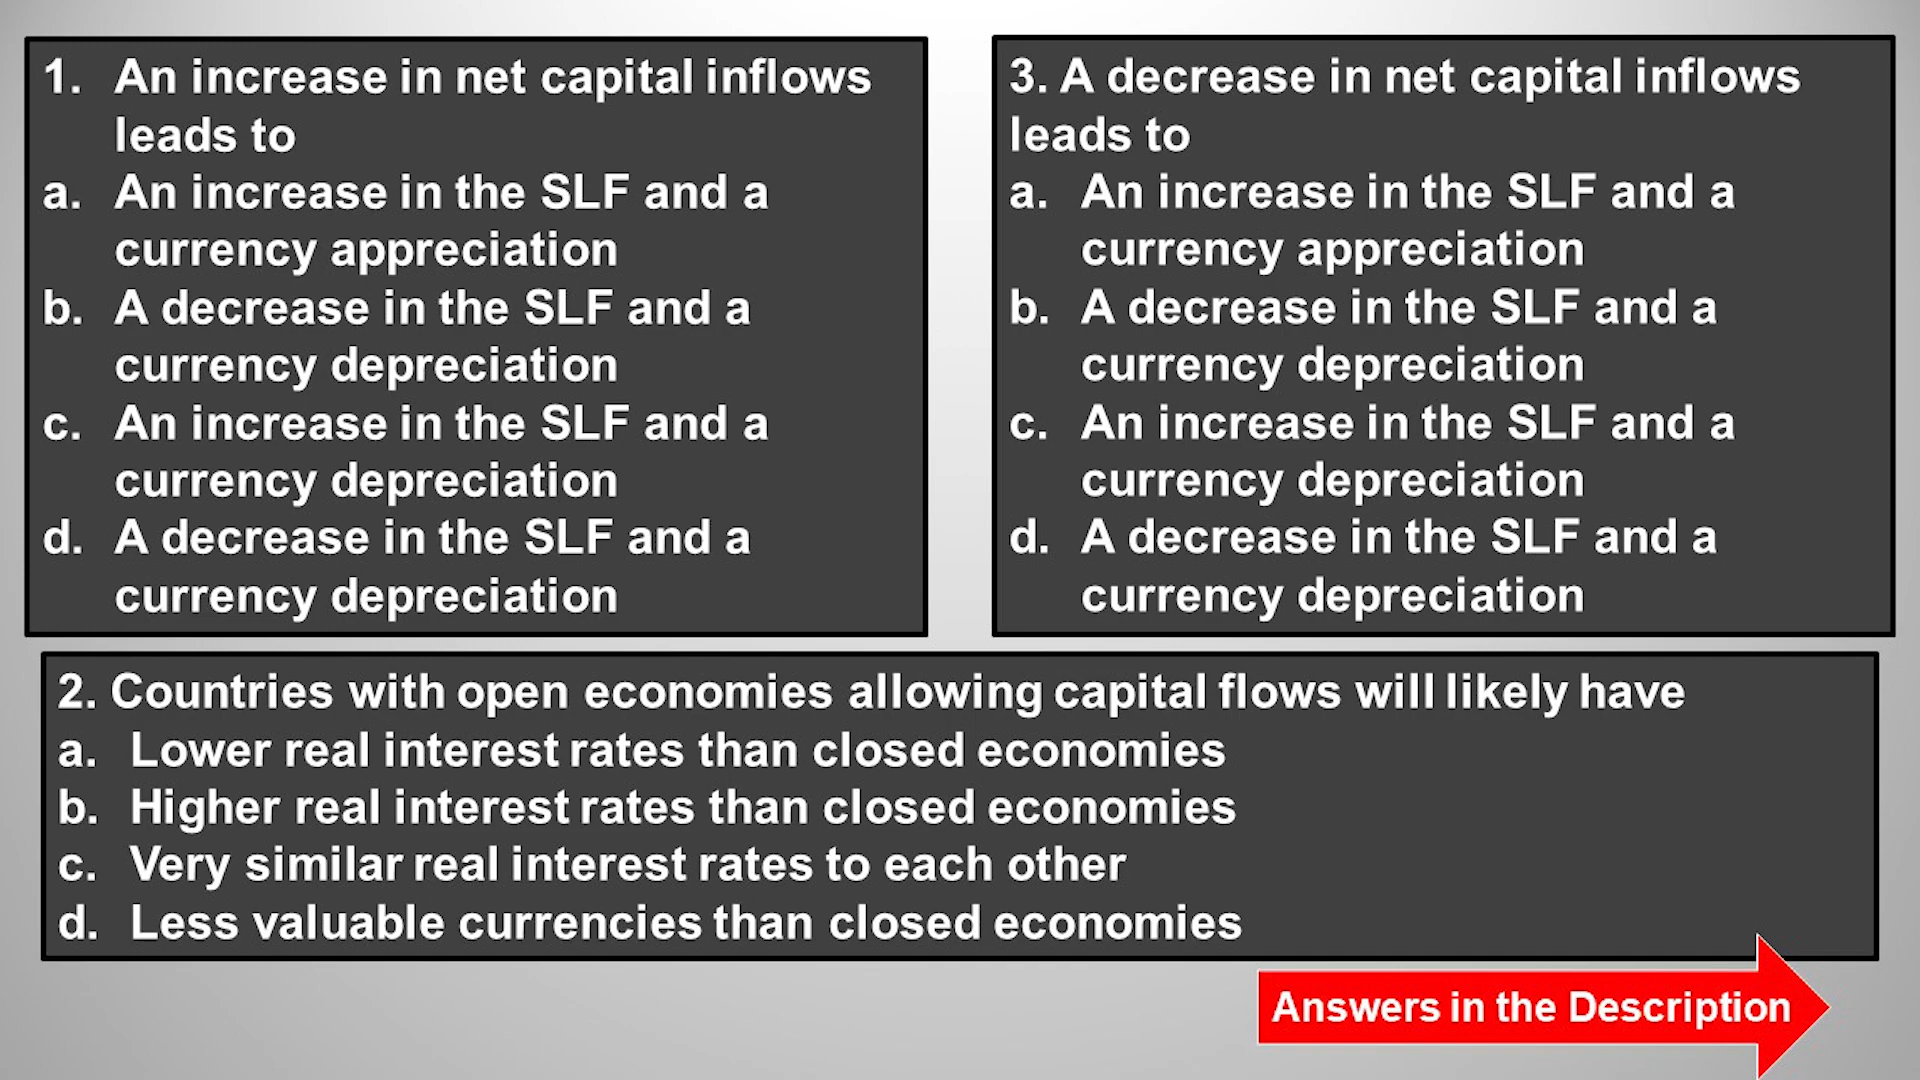 1. An increase in net capital inflows
leads to
a. An increase in the SLF and a
currency appreciation
b. A decrease in the SLF and a
currency depreciation
c. An increase in the SLF and a
currency depreciation
d. A decrease in the SLF and a
currency depreciation
3. A decrease in net capital inflows
leads to
a. An increase in the SLF and a
currency appreciation
b. A decrease in the SLF and a
currency depreciation
c. An increase in the SLF and a
currency depreciation
d. A decrease in the SLF and a
currency depreciation
2. Countries with open economies allowing capital flows will likely have
a. Lower real interest rates than closed economies
b. Higher real interest rates than closed economies
c. Very similar real interest rates to each other
d. Less valuable currencies than closed economies
Answers in the Description